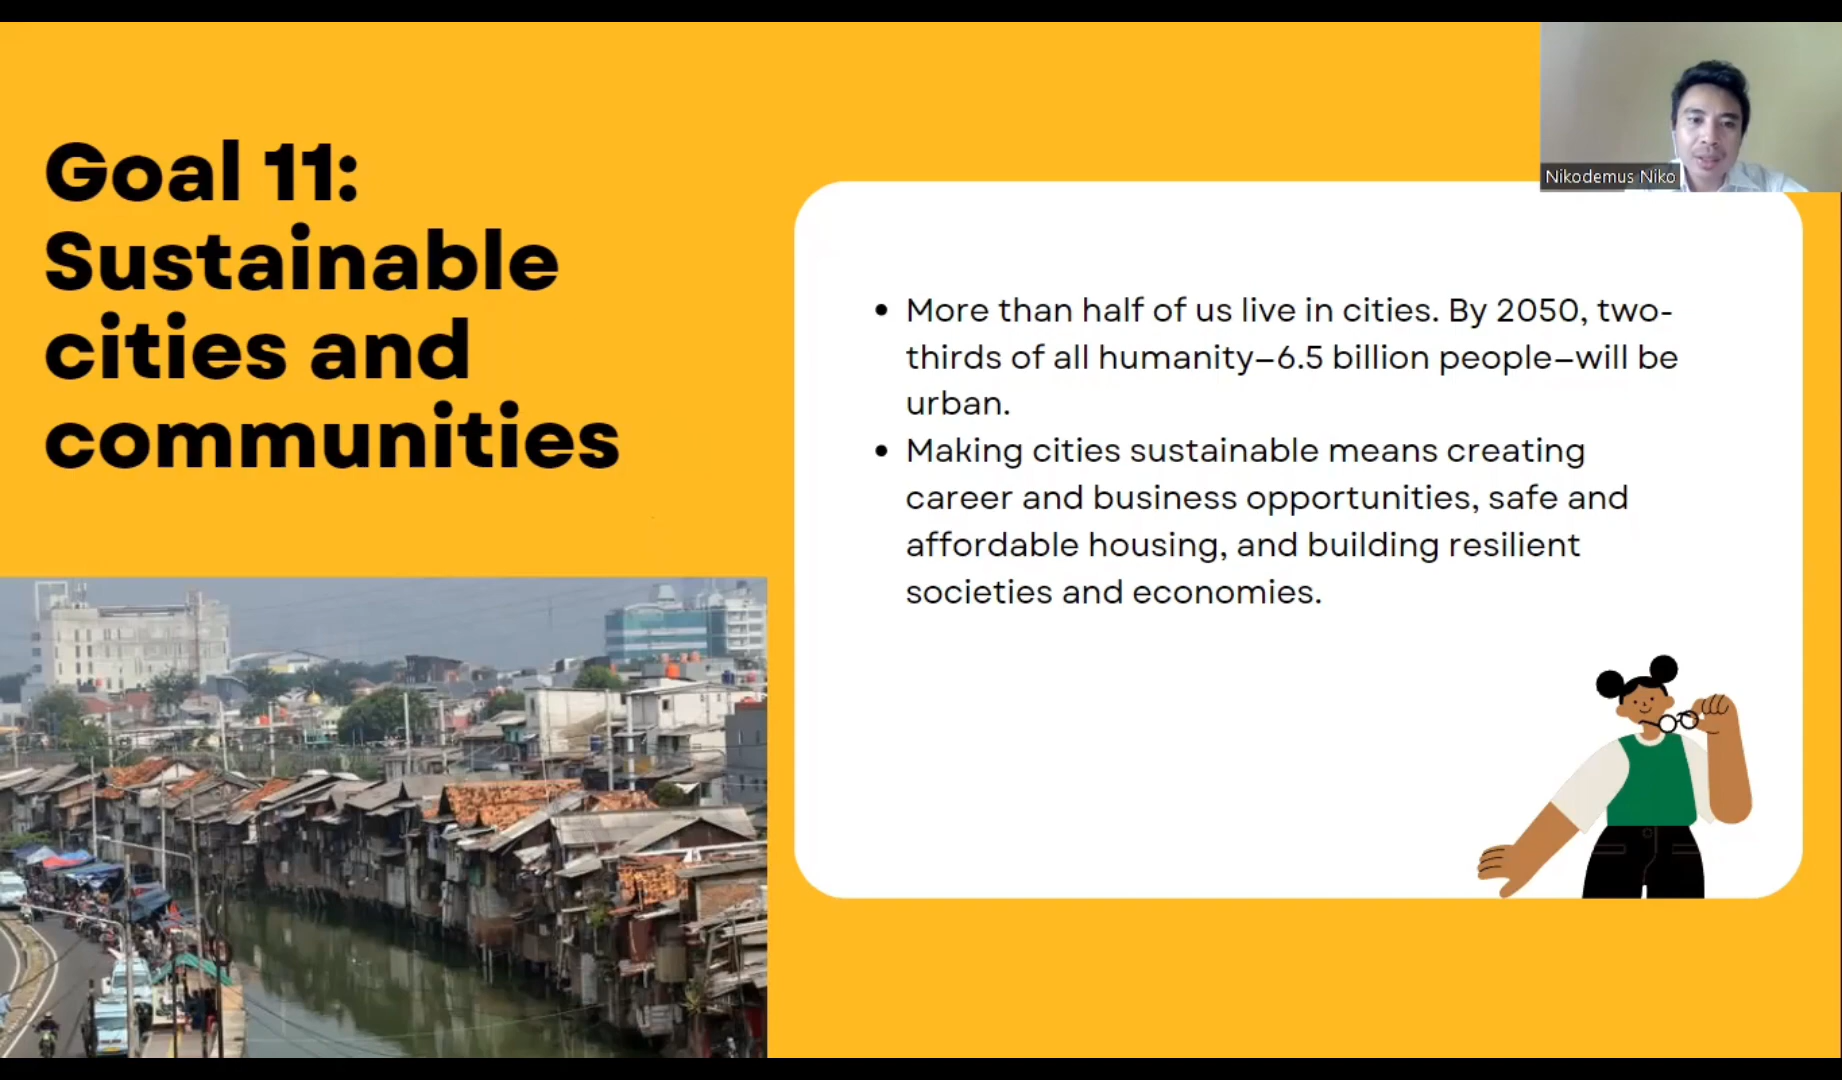 Goal 11:
Sustainable
cities and
communities
Nikodemus Niko
• More than half of us live in cities. By 2050, two-
thirds of all humanity—6.5 billion people—will be
urban.
• Making cities sustainable means creating
career and business opportunities, safe and
affordable housing, and building resilient
societies and economies.